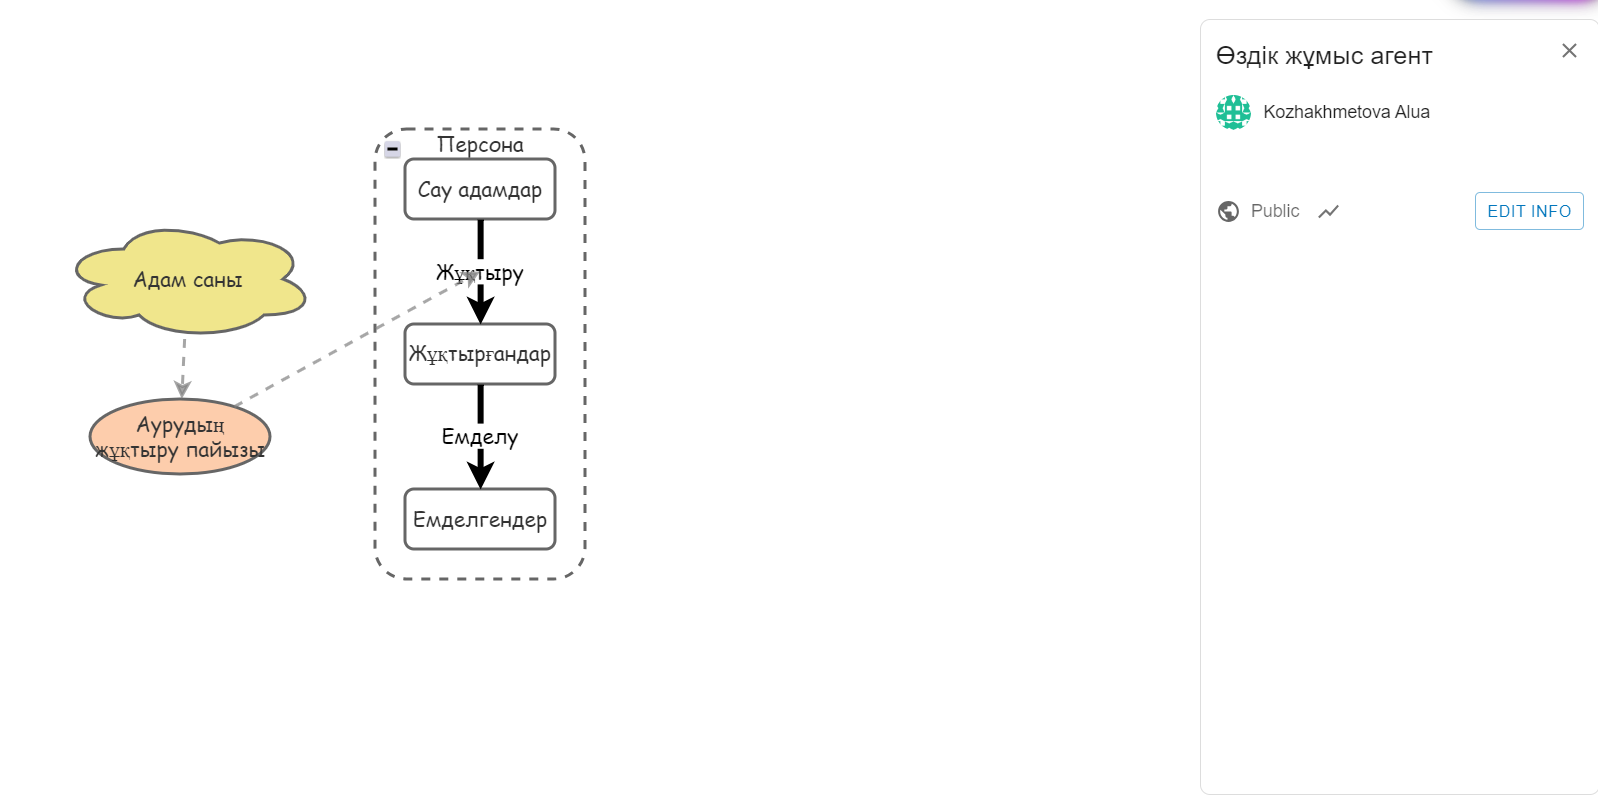 Персона
Сау адамдар
Жұқтыру
Жұқтырғандар
Емделу
Емделгендер
Адам саны
Аурудың
жұқтыру пайызы
Өздік жұмыс агент
Kozhakhmetova Alua
Public
EDIT INFO